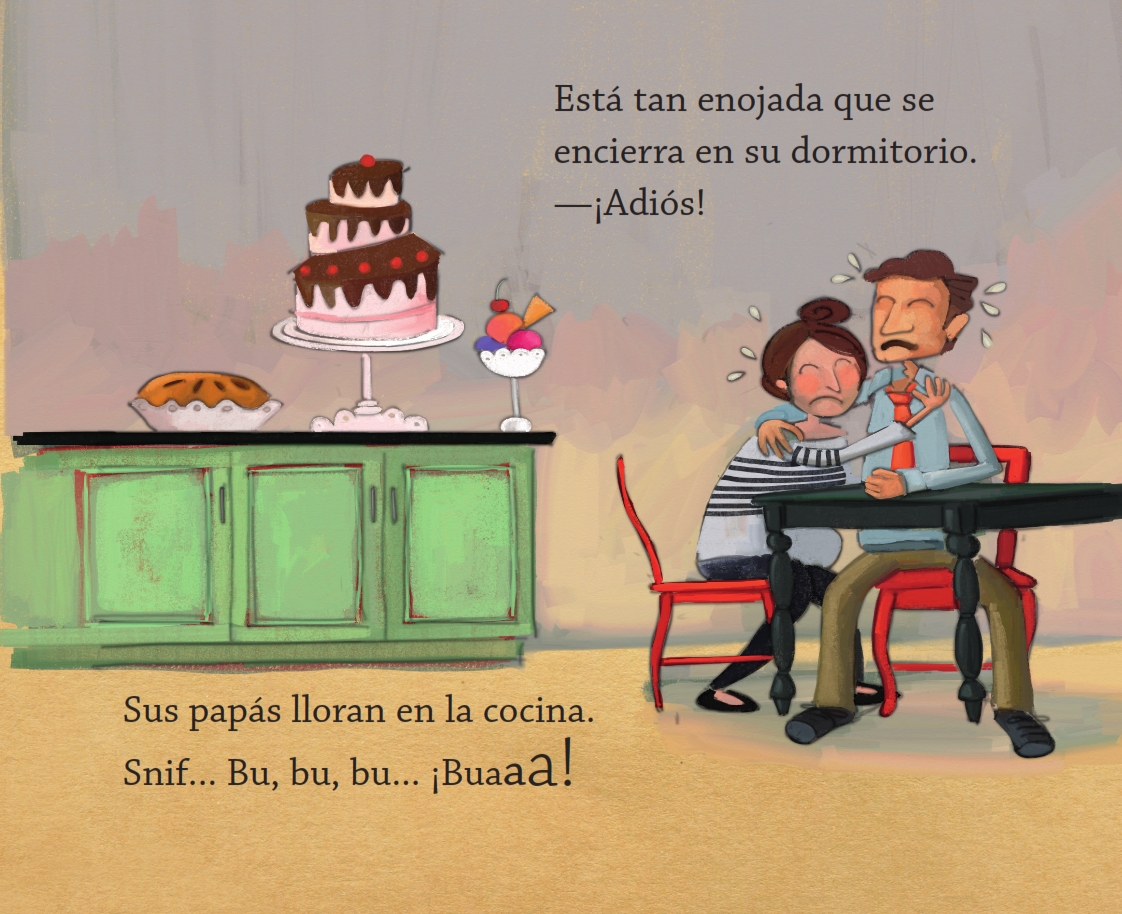 Está tan enojada que se
encierra en su dormitorio.
—¡Adiós!
Sus papás lloran en la cocina.
Snif... Bu, bu, bu... ¡Buaaa!